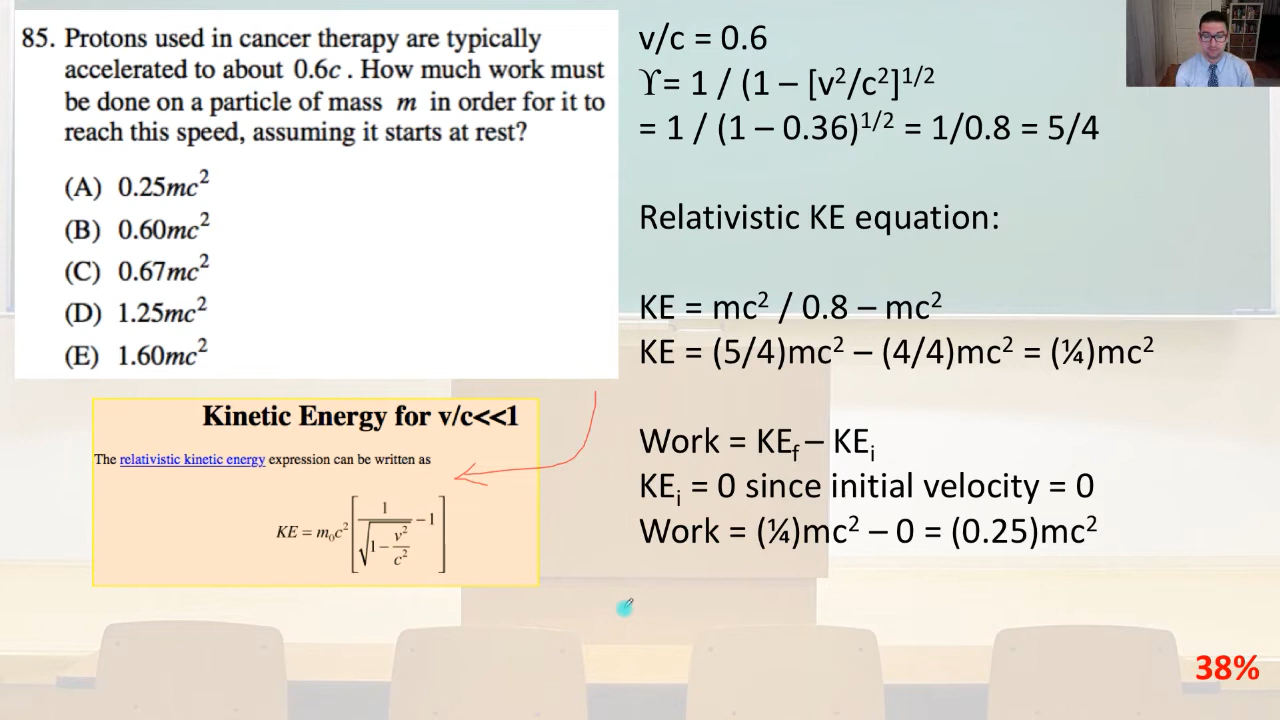 85. Protons used in cancer therapy are typically
accelerated to about 0.6c . How much work must
be done on a particle of mass m in order for it to
reach this speed, assuming it starts at rest?
(A) 0.25mc²
(B) 0.60mc²
(C) 0.67mc²
(D) 1.25mc²
(E) 1.60mc²
Kinetic Energy for v/c<<1
The relativistic kinetic energy expression can be written as
KE = m₀c² [ 1 / √(1 − v²/c²) − 1 ]
v/c = 0.6
ϒ= 1 / (1 – [v²/c²]¹/²
= 1 / (1 – 0.36)¹/² = 1/0.8 = 5/4
Relativistic KE equation:
KE = mc² / 0.8 – mc²
KE = (5/4)mc² – (4/4)mc² = (¼)mc²
Work = KEf – KEi
KEi = 0 since initial velocity = 0
Work = (¼)mc² – 0 = (0.25)mc²
38%